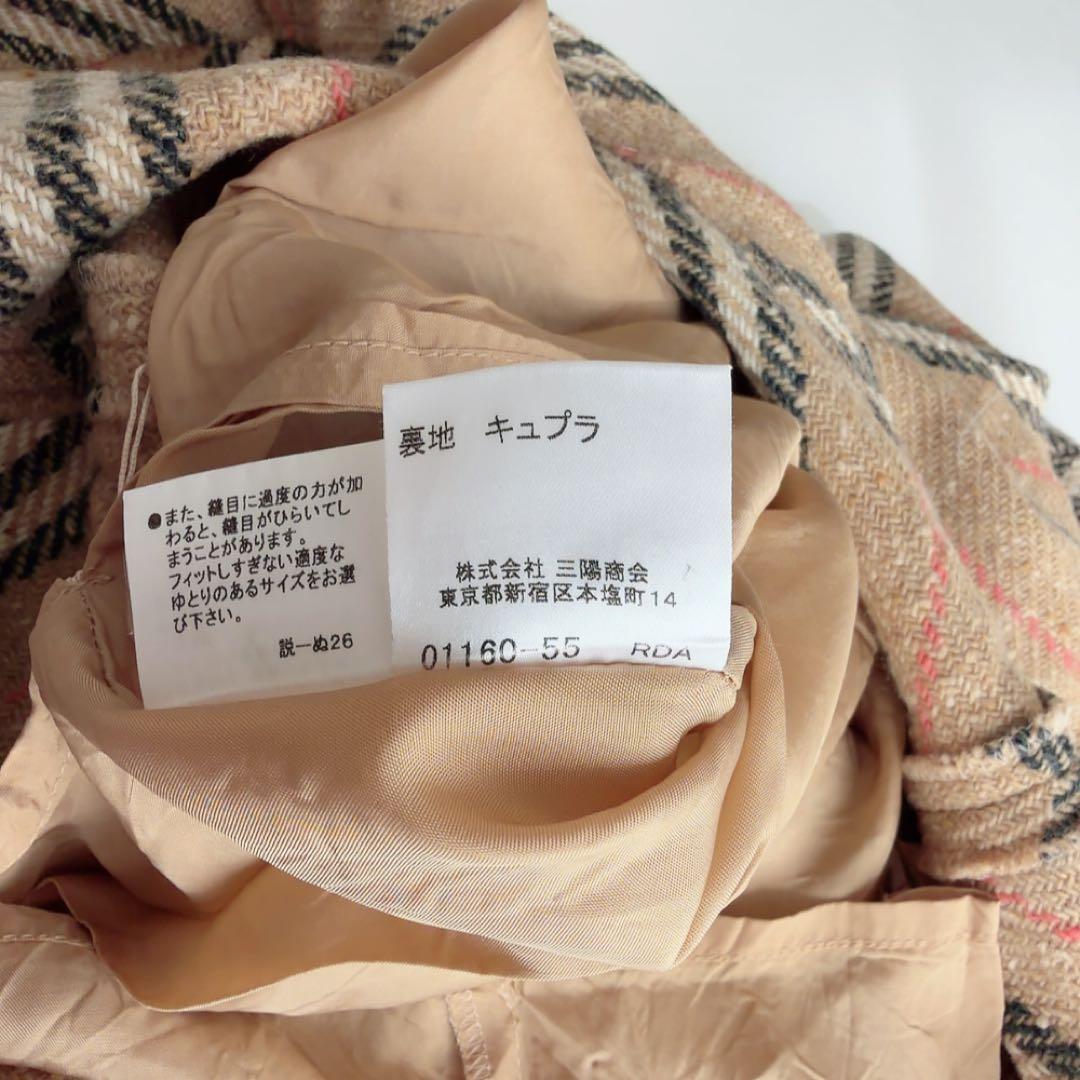 裏地 キュプラ
株式会社 三陽商会
東京都新宿区本塩町14
01160-55 RDA
●また、縫目に過度の力が加
わると、縫目がひらいてし
まうことがあります。
フィットしすぎない適度な
ゆとりのあるサイズをお選
び下さい。
説-ぬ26